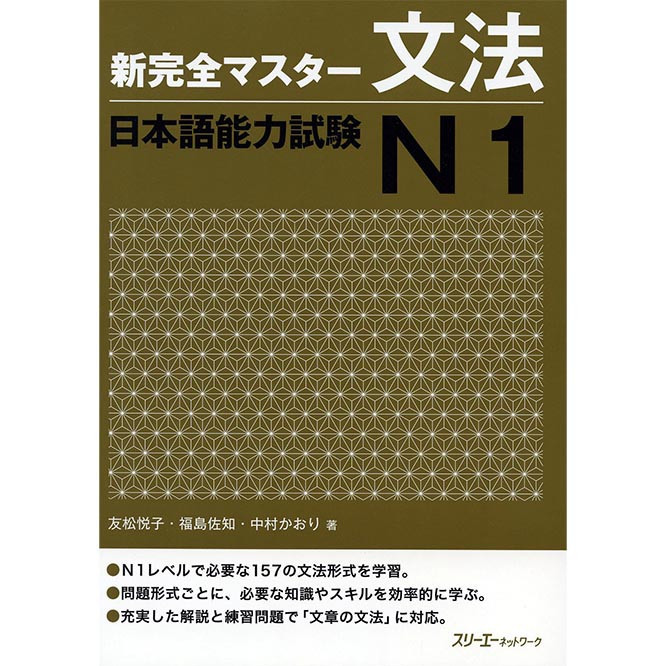 新完全マスター 文法
日本語能力試験 N1
友松悦子・福島佐知・中村かおり 著
●N1レベルで必要な157の文法形式を学習。
●問題形式ごとに、必要な知識やスキルを効率的に学ぶ。
●充実した解説と練習問題で「文章の文法」に対応。
スリーエーネットワーク